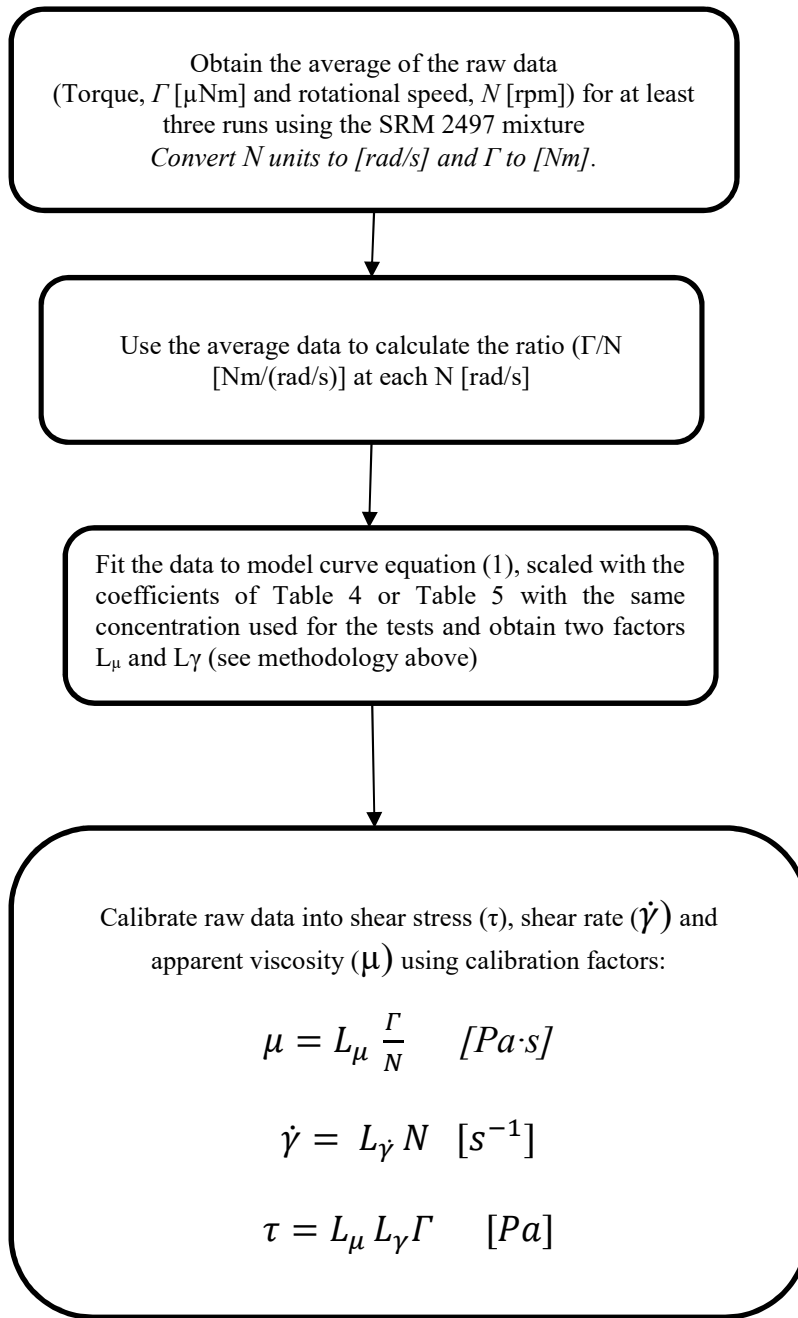 Obtain the average of the raw data
(Torque, Γ [µNm] and rotational speed, N [rpm]) for at least
three runs using the SRM 2497 mixture
Convert N units to [rad/s] and Γ to [Nm].
Use the average data to calculate the ratio (Γ/N
[Nm/(rad/s)] at each N [rad/s]
Fit the data to model curve equation (1), scaled with the
coefficients of Table 4 or Table 5 with the same
concentration used for the tests and obtain two factors
Lμ and Lγ (see methodology above)
Calibrate raw data into shear stress (τ), shear rate (γ̇) and
apparent viscosity (μ) using calibration factors:
μ = Lμ Γ/N [Pa·s]
γ̇ = Lγ̇ N [s⁻¹]
τ = Lμ Lγ Γ [Pa]